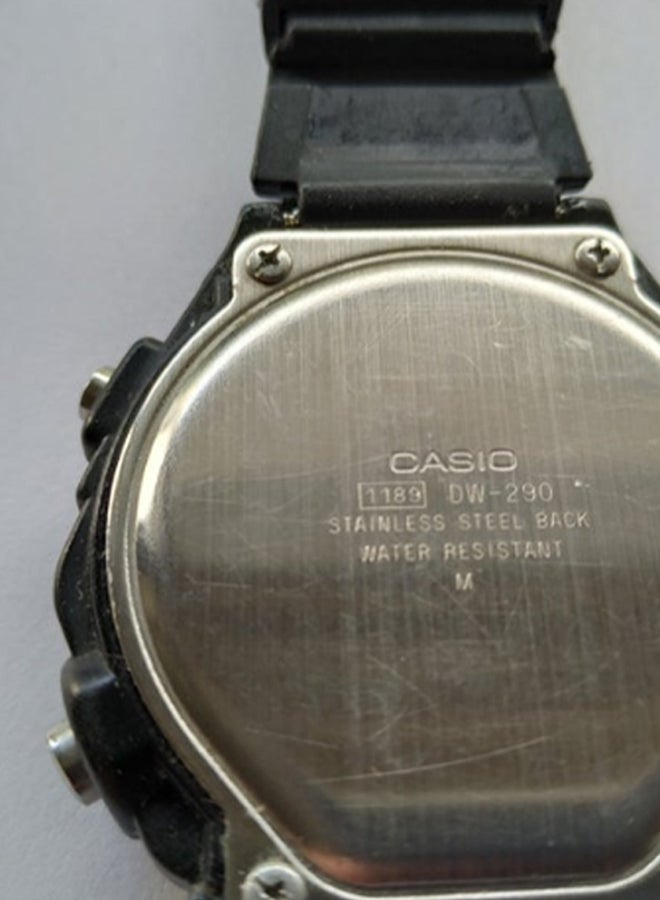 CASIO
1189 DW-290
STAINLESS STEEL BACK
WATER RESISTANT
M